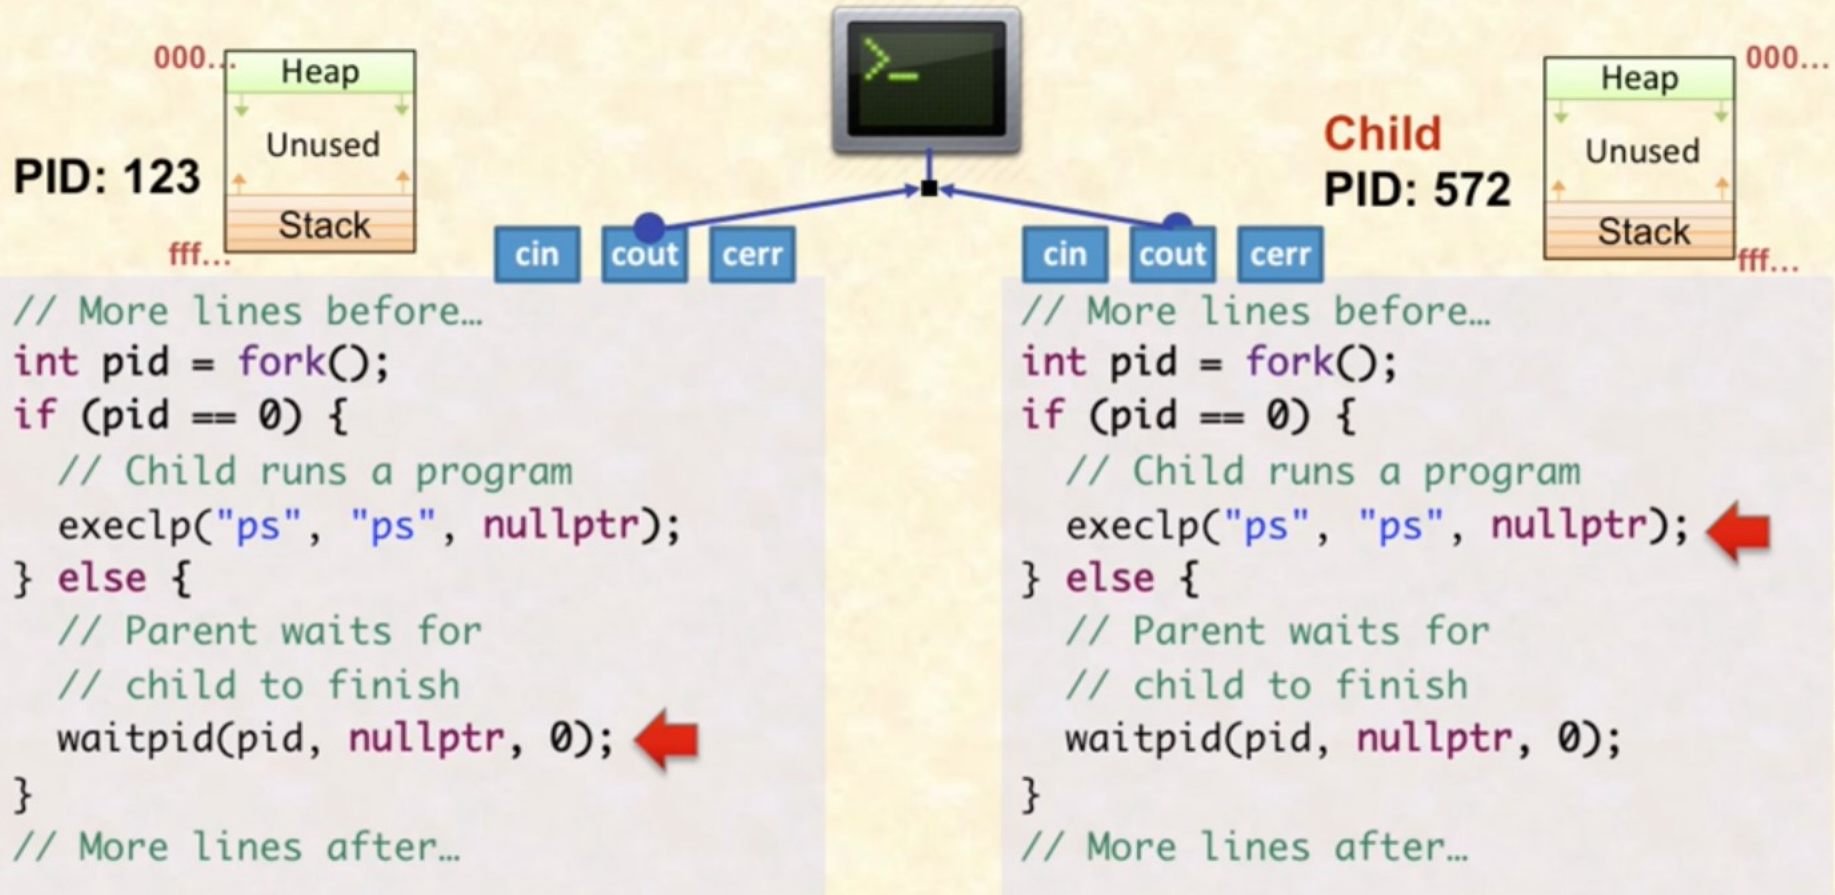 >_
000...
Heap
Unused
PID: 123
Stack
fff...
cin
cout
cerr
// More lines before…
int pid = fork();
if (pid == 0) {
// Child runs a program
execlp("ps", "ps", nullptr);
} else {
// Parent waits for
// child to finish
waitpid(pid, nullptr, 0);
}
// More lines after…
Child
PID: 572
000...
Heap
Unused
Stack
fff...
cin
cout
cerr
// More lines before…
int pid = fork();
if (pid == 0) {
// Child runs a program
execlp("ps", "ps", nullptr);
} else {
// Parent waits for
// child to finish
waitpid(pid, nullptr, 0);
}
// More lines after…